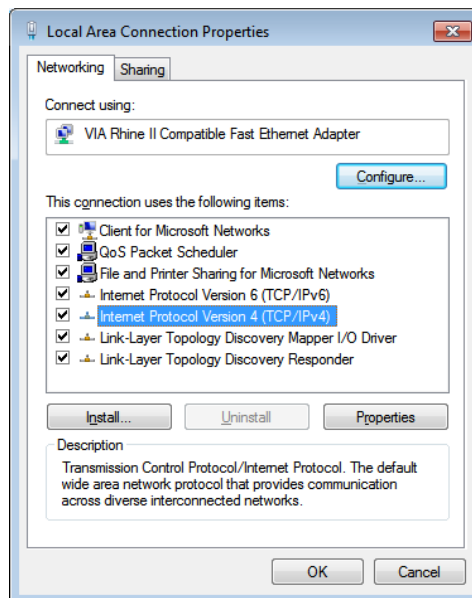 Local Area Connection Properties
Networking
Sharing
Connect using:
VIA Rhine II Compatible Fast Ethernet Adapter
Configure...
This connection uses the following items:
Client for Microsoft Networks
QoS Packet Scheduler
File and Printer Sharing for Microsoft Networks
Internet Protocol Version 6 (TCP/IPv6)
Internet Protocol Version 4 (TCP/IPv4)
Link-Layer Topology Discovery Mapper I/O Driver
Link-Layer Topology Discovery Responder
Install...
Uninstall
Properties
Description
Transmission Control Protocol/Internet Protocol. The default
wide area network protocol that provides communication
across diverse interconnected networks.
OK
Cancel